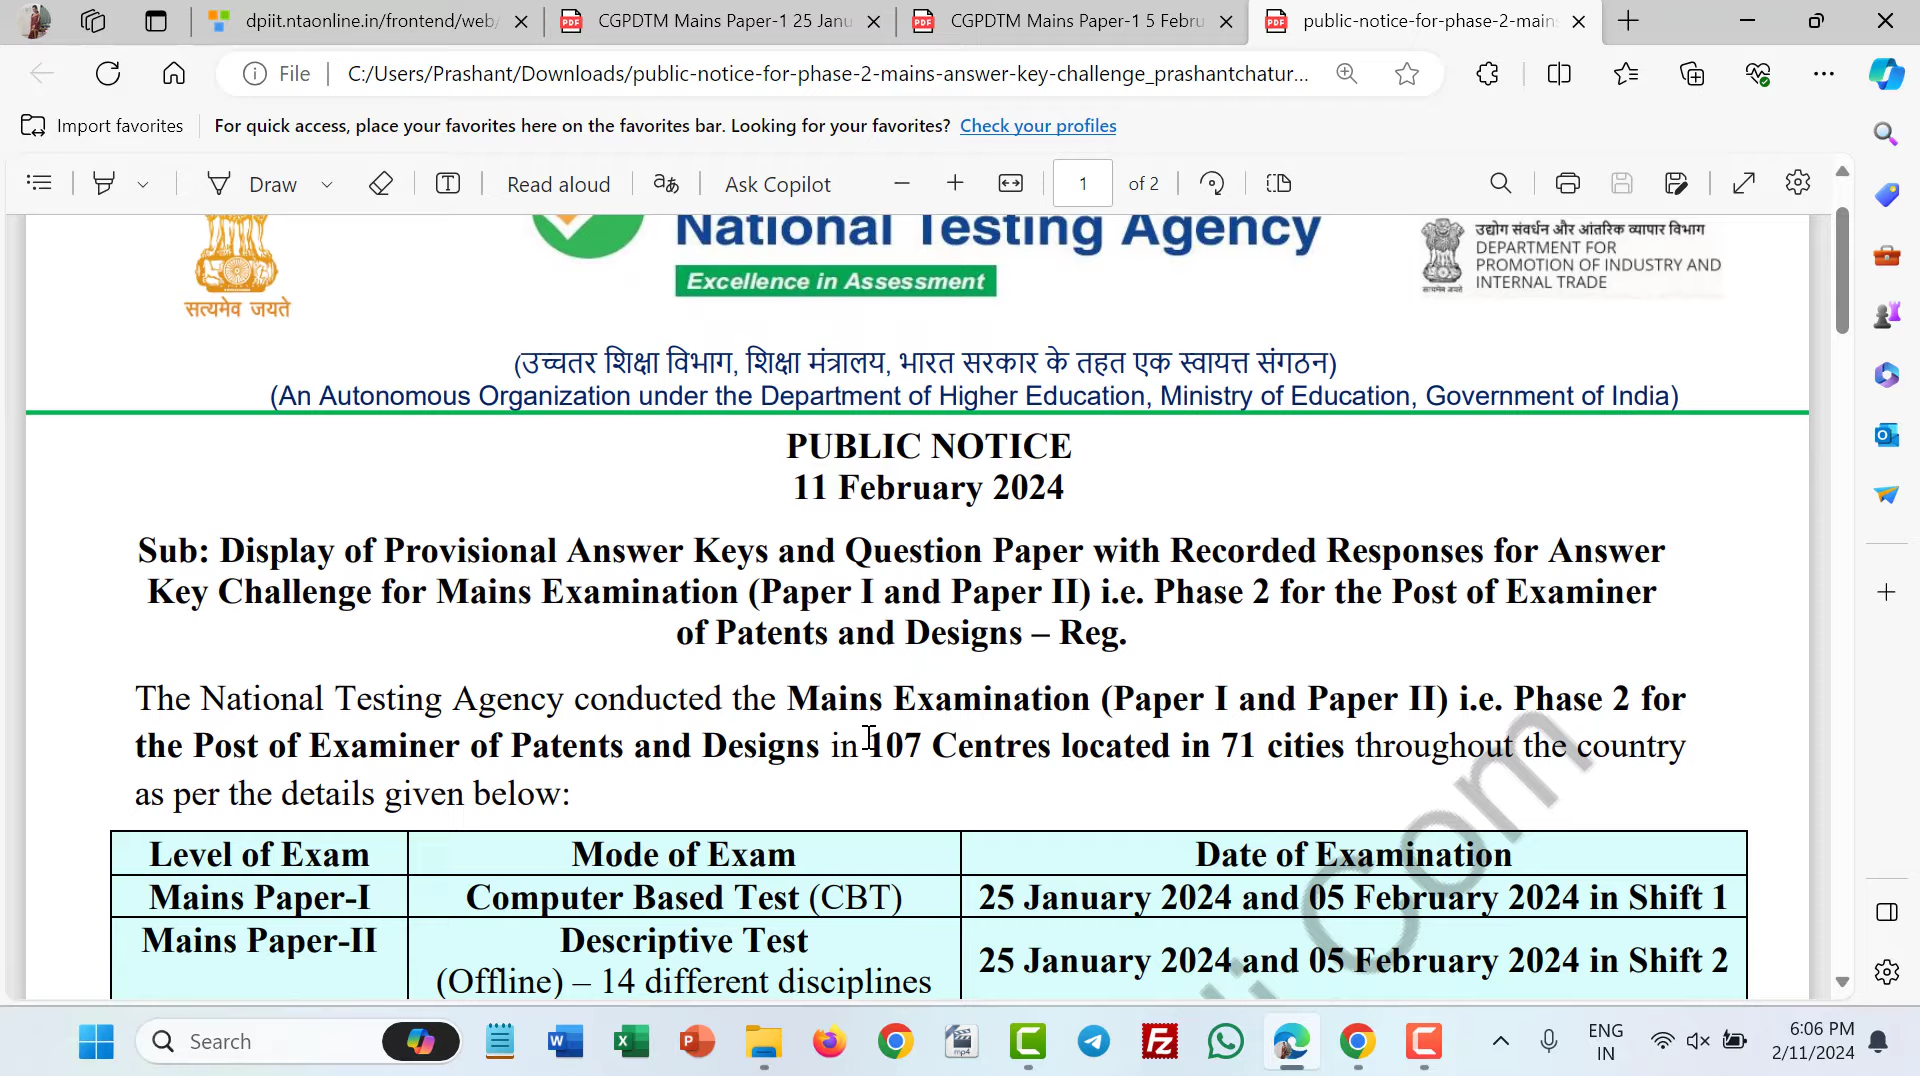 dpiit.ntaonline.in/frontend/web/
CGPDTM Mains Paper-1 25 Janu
CGPDTM Mains Paper-1 5 Febru
public-notice-for-phase-2-main
File
C:/Users/Prashant/Downloads/public-notice-for-phase-2-mains-answer-key-challenge_prashantchatur...
Import favorites
For quick access, place your favorites here on the favorites bar. Looking for your favorites? Check your profiles
Draw
Read aloud
Ask Copilot
1 of 2
National Testing Agency
Excellence in Assessment
सत्यमेव जयते
उद्योग संवर्धन और आंतरिक व्यापार विभाग
DEPARTMENT FOR
PROMOTION OF INDUSTRY AND
INTERNAL TRADE
सत्यमेव जयते
(उच्चतर शिक्षा विभाग, शिक्षा मंत्रालय, भारत सरकार के तहत एक स्वायत्त संगठन)
(An Autonomous Organization under the Department of Higher Education, Ministry of Education, Government of India)
PUBLIC NOTICE
11 February 2024
Sub: Display of Provisional Answer Keys and Question Paper with Recorded Responses for Answer
Key Challenge for Mains Examination (Paper I and Paper II) i.e. Phase 2 for the Post of Examiner
of Patents and Designs – Reg.
The National Testing Agency conducted the Mains Examination (Paper I and Paper II) i.e. Phase 2 for
the Post of Examiner of Patents and Designs in 107 Centres located in 71 cities throughout the country
as per the details given below:
Level of Exam Mode of Exam Date of Examination
Mains Paper-I Computer Based Test (CBT) 25 January 2024 and 05 February 2024 in Shift 1
Mains Paper-II Descriptive Test
(Offline) – 14 different disciplines
25 January 2024 and 05 February 2024 in Shift 2
Com
Search
ENG
IN
6:06 PM
2/11/2024